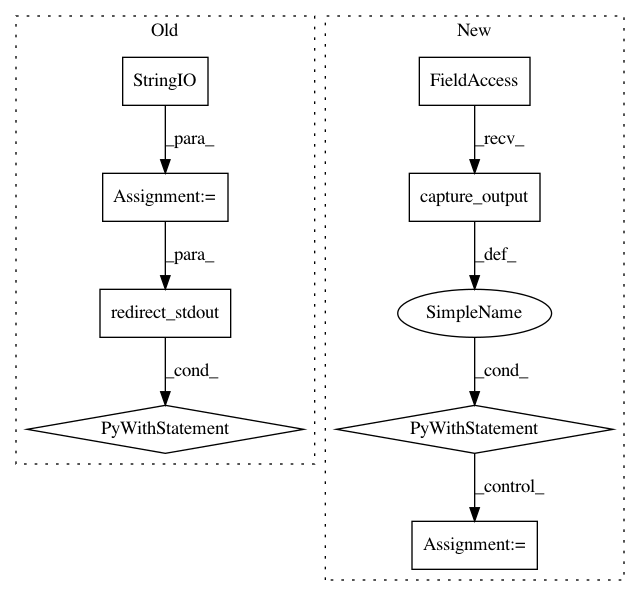 Old
StringIO
_para_
Assignment:=
_para_
redirect_stdout
_cond_
PyWithStatement
New
FieldAccess
_recv_
capture_output
_def_
SimpleName
_cond_
PyWithStatement
_control_
Assignment:=